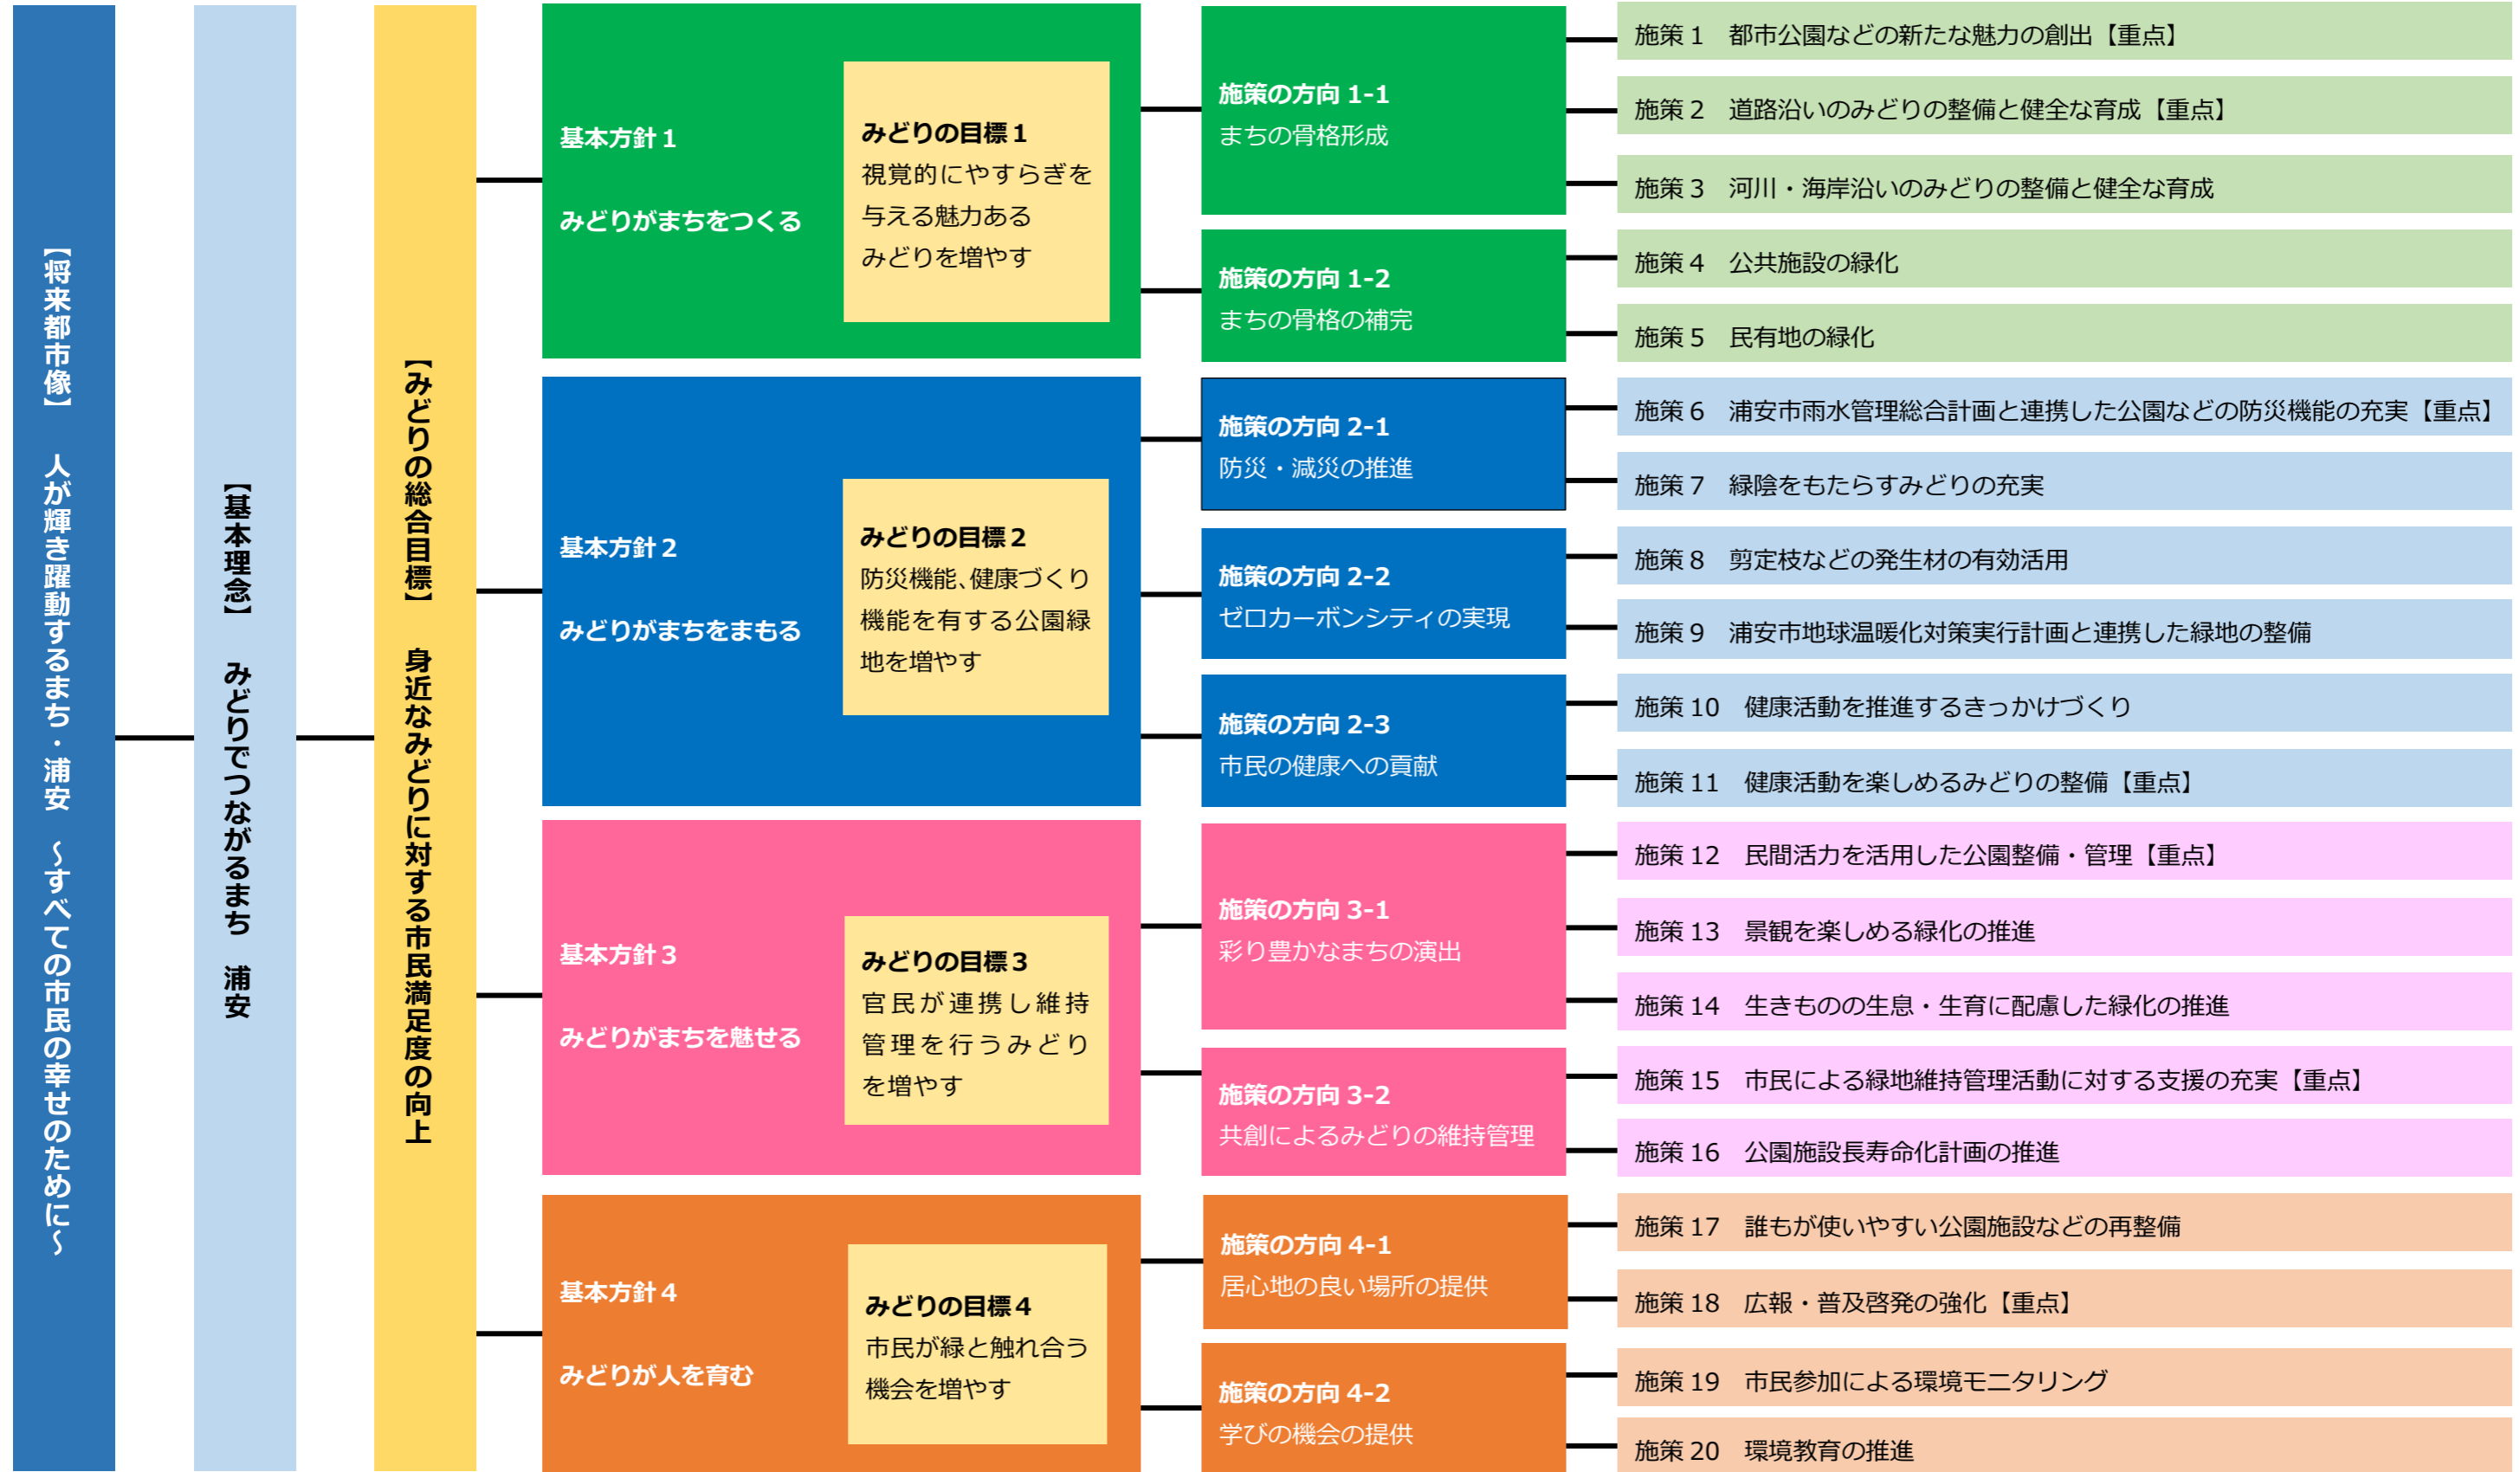 【将来都市像】　人が輝き躍動するまち・浦安　～すべての市民の幸せのために～
【基本理念】　みどりでつながるまち　浦安
【みどりの総合目標】　身近なみどりに対する市民満足度の向上
基本方針１
みどりがまちをつくる
みどりの目標１
視覚的にやすらぎを
与える魅力ある
みどりを増やす
施策の方向 1-1
まちの骨格形成
施策１　都市公園などの新たな魅力の創出【重点】
施策２　道路沿いのみどりの整備と健全な育成【重点】
施策３　河川・海岸沿いのみどりの整備と健全な育成
施策の方向 1-2
まちの骨格の補完
施策４　公共施設の緑化
施策５　民有地の緑化
基本方針２
みどりがまちをまもる
みどりの目標２
防災機能、健康づくり
機能を有する公園緑
地を増やす
施策の方向 2-1
防災・減災の推進
施策６　浦安市雨水管理総合計画と連携した公園などの防災機能の充実【重点】
施策７　緑陰をもたらすみどりの充実
施策の方向 2-2
ゼロカーボンシティの実現
施策８　剪定枝などの発生材の有効活用
施策９　浦安市地球温暖化対策実行計画と連携した緑地の整備
施策の方向 2-3
市民の健康への貢献
施策 10　健康活動を推進するきっかけづくり
施策 11　健康活動を楽しめるみどりの整備【重点】
基本方針３
みどりがまちを魅せる
みどりの目標３
官民が連携し維持
管理を行うみどり
を増やす
施策の方向 3-1
彩り豊かなまちの演出
施策 12　民間活力を活用した公園整備・管理【重点】
施策 13　景観を楽しめる緑化の推進
施策 14　生きものの生息・生育に配慮した緑化の推進
施策の方向 3-2
共創によるみどりの維持管理
施策 15　市民による緑地維持管理活動に対する支援の充実【重点】
施策 16　公園施設長寿命化計画の推進
基本方針４
みどりが人を育む
みどりの目標４
市民が緑と触れ合う
機会を増やす
施策の方向 4-1
居心地の良い場所の提供
施策 17　誰もが使いやすい公園施設などの再整備
施策 18　広報・普及啓発の強化【重点】
施策の方向 4-2
学びの機会の提供
施策 19　市民参加による環境モニタリング
施策 20　環境教育の推進